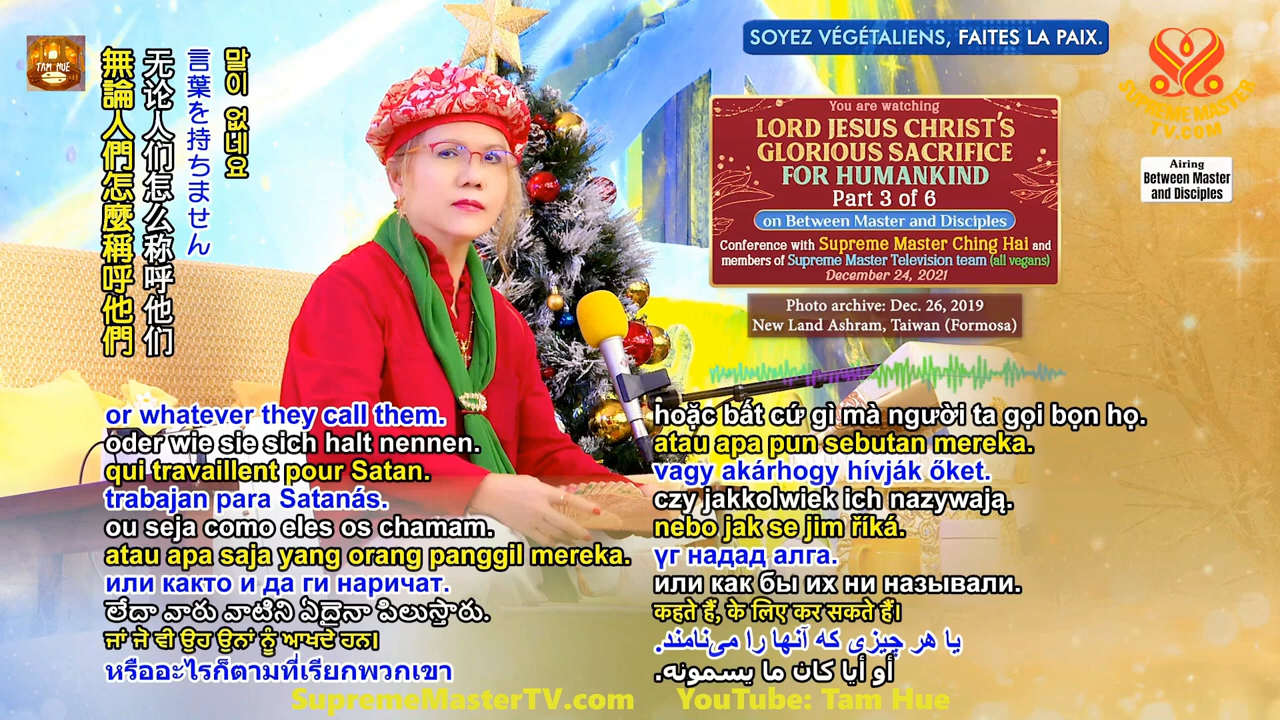 TAM HUE
無論人們怎麼稱呼他們
无论人们怎么称呼他们
言葉を持ちません
말이 없네요
SOYEZ VÉGÉTALIENS, FAITES LA PAIX.
SUPREME MASTER
TV.COM
You are watching
LORD JESUS CHRIST'S
GLORIOUS SACRIFICE
FOR HUMANKIND
Part 3 of 6
on Between Master and Disciples
Conference with Supreme Master Ching Hai and
members of Supreme Master Television team (all vegans)
December 24, 2021
Airing
Between Master
and Disciples
Photo archive: Dec. 26, 2019
New Land Ashram, Taiwan (Formosa)
or whatever they call them.
oder wie sie sich halt nennen.
qui travaillent pour Satan.
trabajan para Satanás.
ou seja como eles os chamam.
atau apa saja yang orang panggil mereka.
или както и да ги наричат.
లేదా వారు వాటిని ఏదైనా పిలుస్తారు.
ਜਾਂ ਜੋ ਵੀ ਉਹ ਉਨਾਂ ਨੂੰ ਆਖਦੇ ਹਨ।
หรืออะไรก็ตามที่เรียกพวกเขา
hoặc bất cứ gì mà người ta gọi bọn họ.
atau apa pun sebutan mereka.
vagy akárhogy hívják őket.
czy jakkolwiek ich nazywają.
nebo jak se jim říká.
үг надад алга.
или как бы их ни называли.
कहते हैं, के लिए कर सकते हैं।
یا هر چیزی که آنها را می‌نامند.
أو أيا كان ما يسمونه.
SupremeMasterTV.com
YouTube: Tam Hue